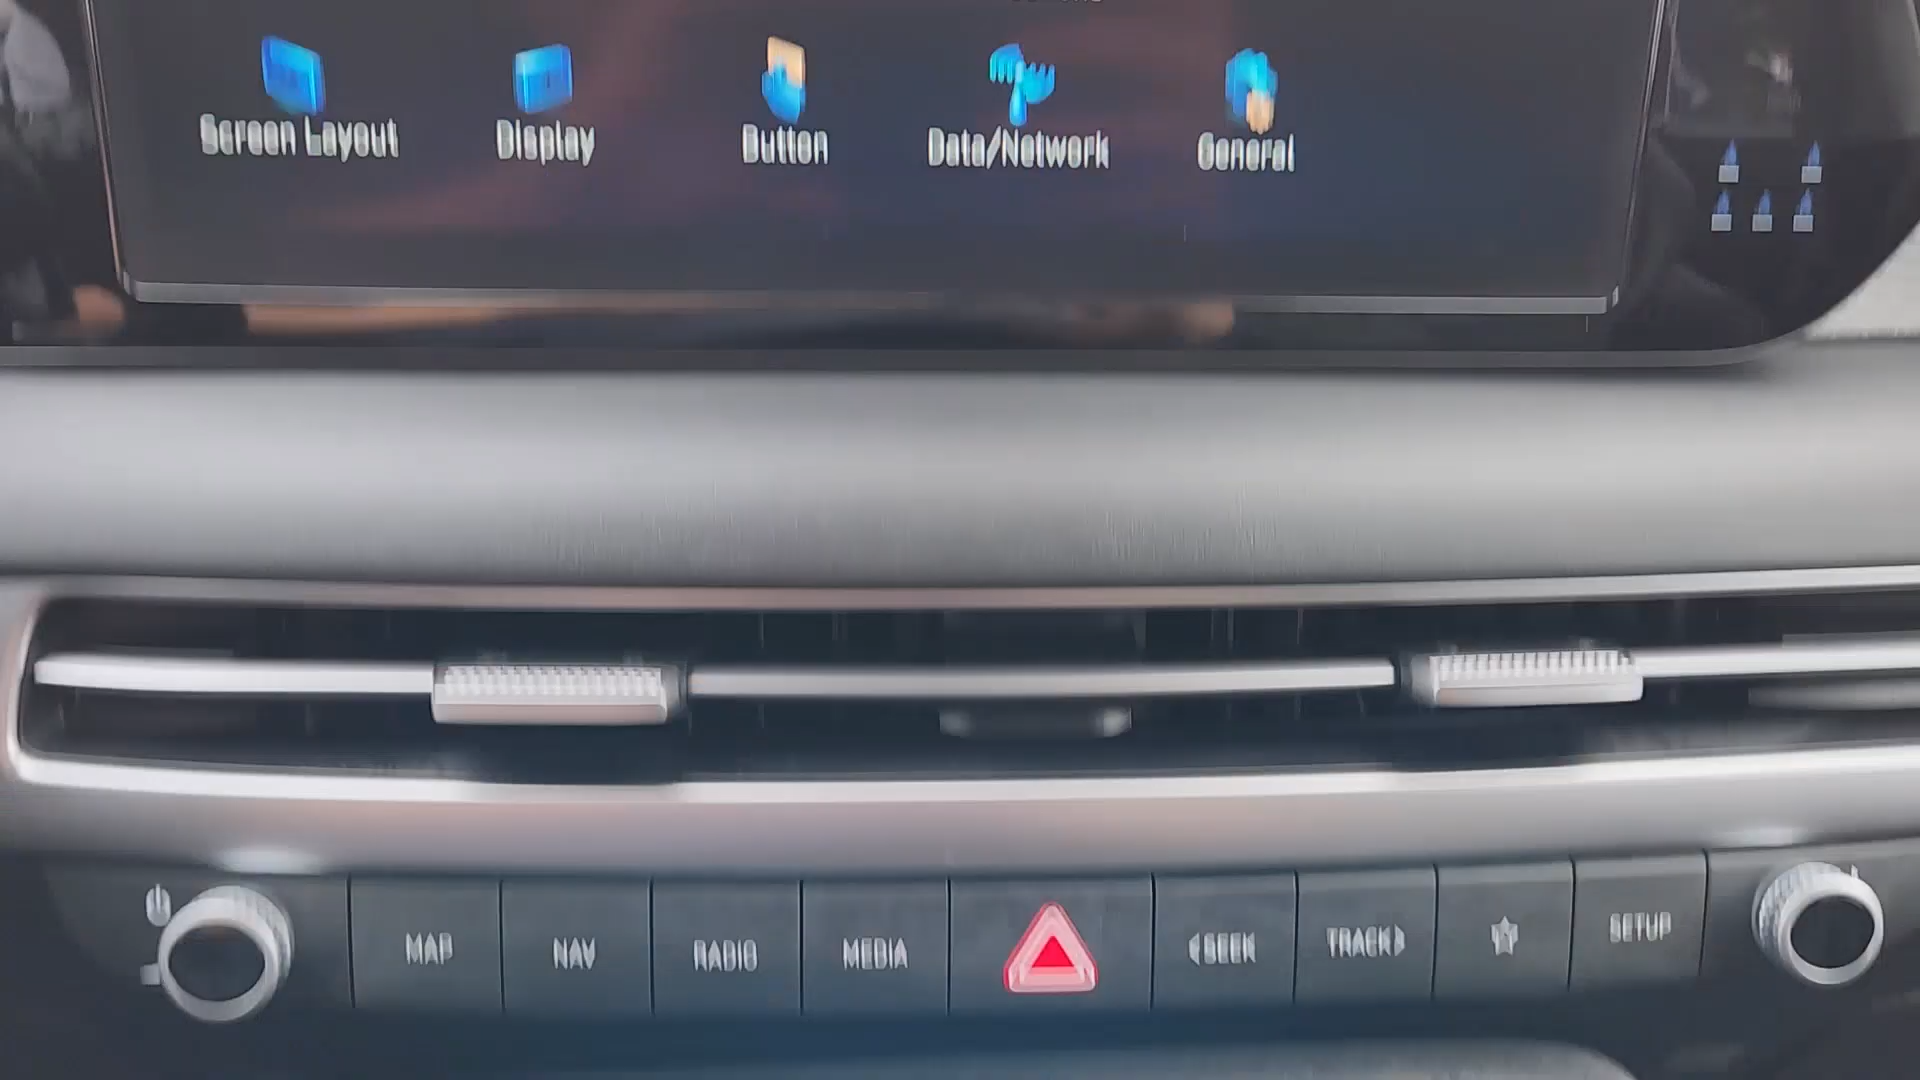 Screen Layout
Display
Button
Data/Network
General
MAP
NAV
RADIO
MEDIA
SEEK
TRACK
SETUP